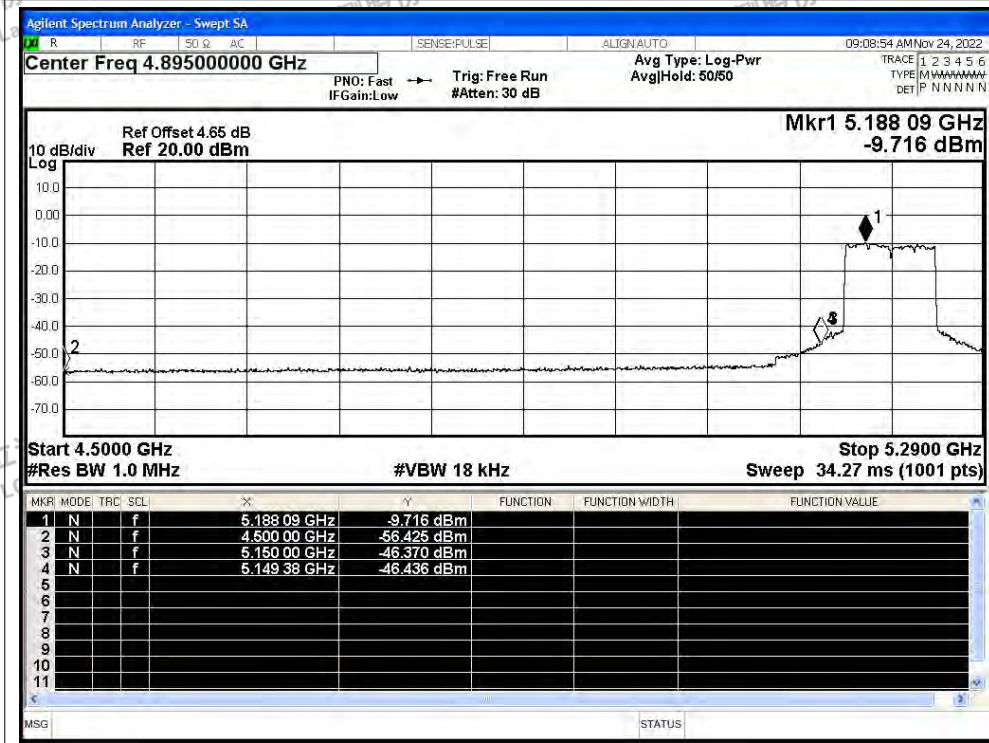 Agilent Spectrum Analyzer - Swept SA
LXI R RF 50 Ω AC SENSE:PULSE ALIGN AUTO 09:08:54 AM Nov 24, 2022
Center Freq 4.895000000 GHz
PNO: Fast
IFGain:Low
Trig: Free Run
#Atten: 30 dB
Avg Type: Log-Pwr
Avg|Hold: 50/50
TRACE 1 2 3 4 5 6
TYPE M WWWWW
DET P N N N N N
Mkr1 5.188 09 GHz
-9.716 dBm
Ref Offset 4.65 dB
10 dB/div Ref 20.00 dBm
Log
10.0
0.00
-10.0
-20.0
-30.0
-40.0
-50.0
-60.0
-70.0
1
2
Start 4.5000 GHz Stop 5.2900 GHz
#Res BW 1.0 MHz #VBW 18 kHz Sweep 34.27 ms (1001 pts)
MKR MODE TRC SCL X Y FUNCTION FUNCTION WIDTH FUNCTION VALUE
1 N f 5.188 09 GHz -9.716 dBm
2 N f 4.500 00 GHz -56.425 dBm
3 N f 5.150 00 GHz -46.370 dBm
4 N f 5.149 38 GHz -46.436 dBm
5
6
7
8
9
10
11
MSG STATUS